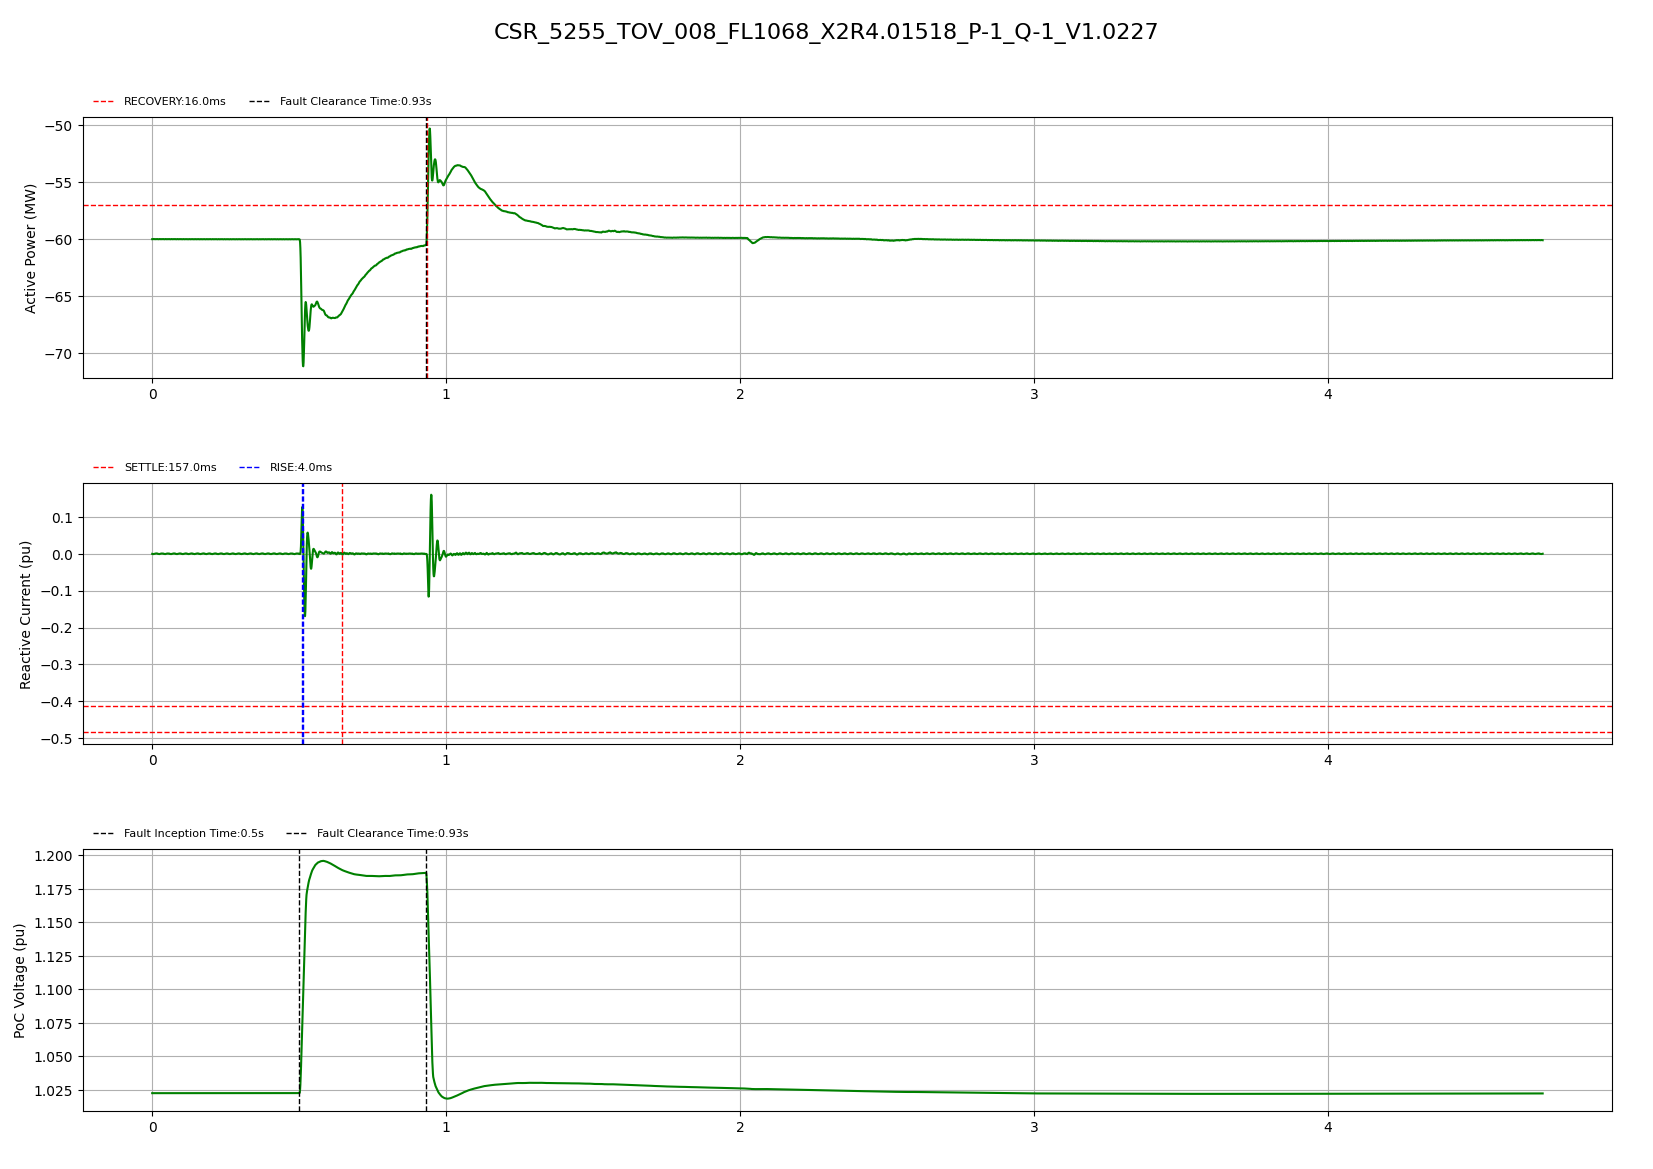 CSR_5255_TOV_008_FL1068_X2R4.01518_P-1_Q-1_V1.0227
RECOVERY:16.0ms Fault Clearance Time:0.93s
Active Power (MW)
−50
−55
−60
−65
−70
0 1 2 3 4
SETTLE:157.0ms RISE:4.0ms
Reactive Current (pu)
0.1
0.0
−0.1
−0.2
−0.3
−0.4
−0.5
0 1 2 3 4
Fault Inception Time:0.5s Fault Clearance Time:0.93s
PoC Voltage (pu)
1.200
1.175
1.150
1.125
1.100
1.075
1.050
1.025
0 1 2 3 4